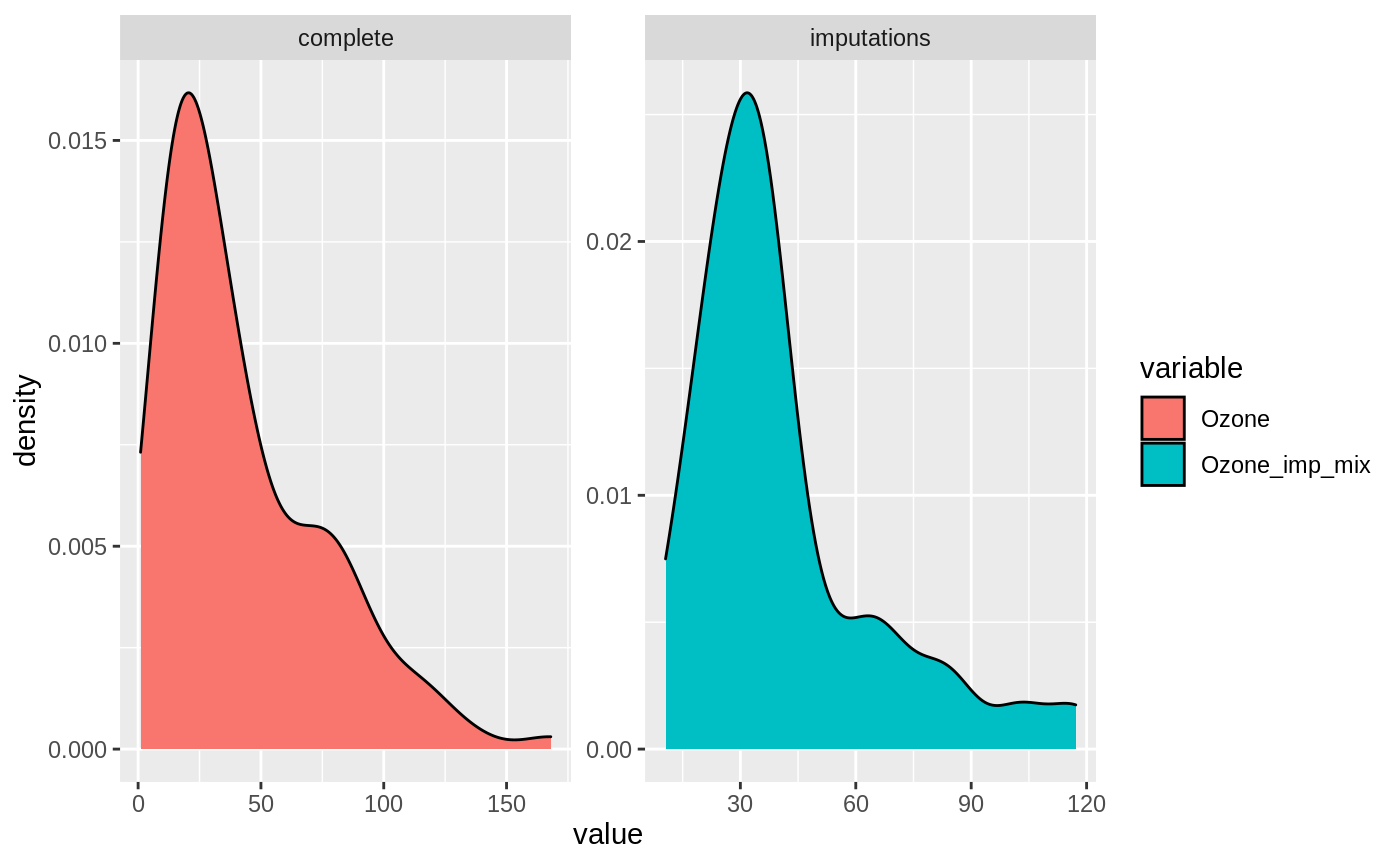 complete
imputations
density
0.015
0.010
0.005
0.000
0.02
0.01
0.00
0 50 100 150
30 60 90 120
value
variable
Ozone
Ozone_imp_mix